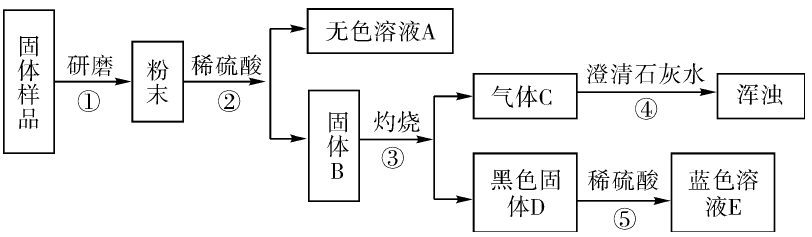 固体样品
研磨
①
粉末
稀硫酸
②
无色溶液A
固体B
灼烧
③
气体C
澄清石灰水
④
浑浊
黑色固
体D
稀硫酸
⑤
蓝色溶
液E